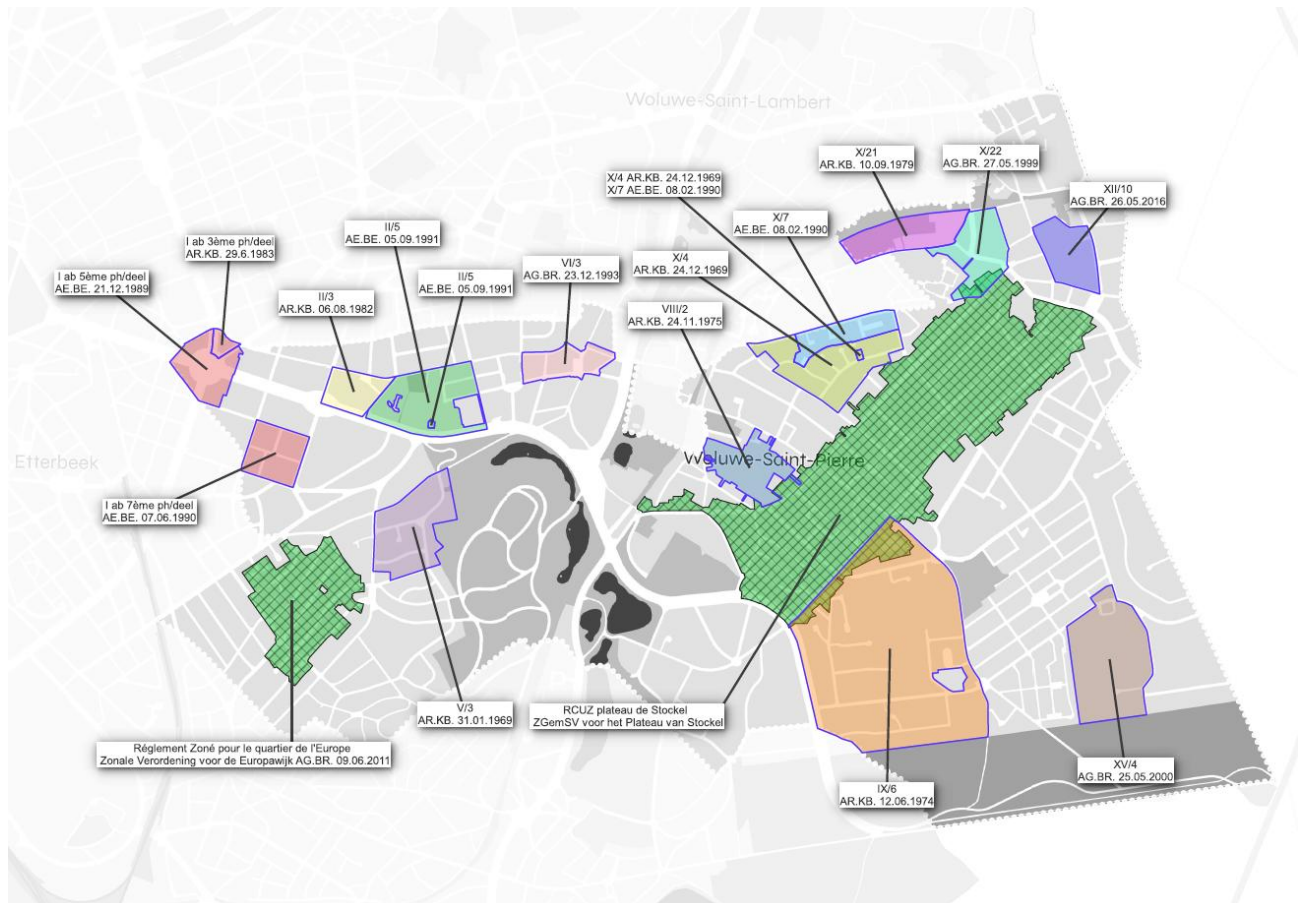 Woluwe-Saint-Lambert
X/21
AR.KB. 10.09.1979
X/22
AG.BR. 27.05.1999
X/4 AR.KB. 24.12.1969
X/7 AE.BE. 08.02.1990
XII/10
AG.BR. 26.05.2016
X/7
AE.BE. 08.02.1990
II/5
AE.BE. 05.09.1991
I ab 3ème ph/deel
AR.KB. 29.6.1983
X/4
AR.KB. 24.12.1969
VI/3
AG.BR. 23.12.1993
I ab 5ème ph/deel
AE.BE. 21.12.1989
II/5
AE.BE. 05.09.1991
II/3
AR.KB. 06.08.1982
VIII/2
AR.KB. 24.11.1975
Woluwe-Saint-Pierre
Etterbeek
I ab 7ème ph/deel
AE.BE. 07.06.1990
V/3
AR.KB. 31.01.1969
RCUZ plateau de Stockel
ZGemSV voor het Plateau van Stockel
Réglement Zoné pour le quartier de l'Europe
Zonale Verordening voor de Europawijk AG.BR. 09.06.2011
XV/4
AG.BR. 25.05.2000
IX/6
AR.KB. 12.06.1974